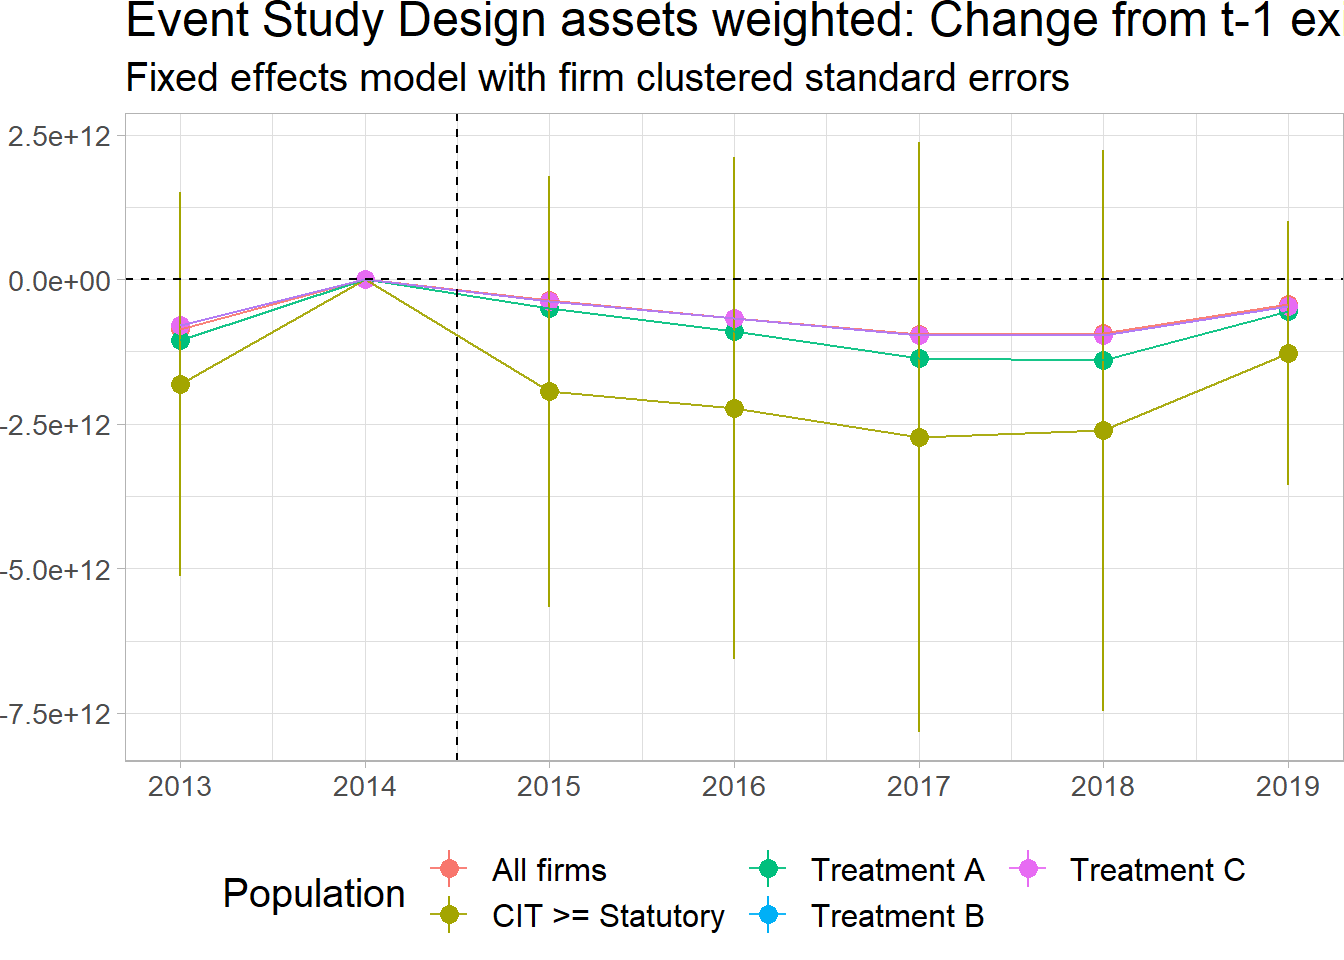 Event Study Design assets weighted: Change from t-1 ex
Fixed effects model with firm clustered standard errors
2.5e+12
0.0e+00
-2.5e+12
-5.0e+12
-7.5e+12
2013 2014 2015 2016 2017 2018 2019
Population
All firms Treatment A Treatment C
CIT >= Statutory Treatment B